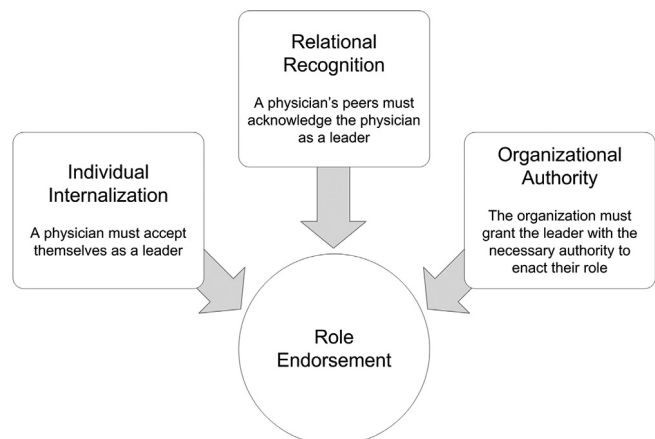 Relational
Recognition
A physician’s peers must
acknowledge the physician
as a leader
Individual
Internalization
A physician must accept
themselves as a leader
Organizational
Authority
The organization must
grant the leader with the
necessary authority to
enact their role
Role
Endorsement